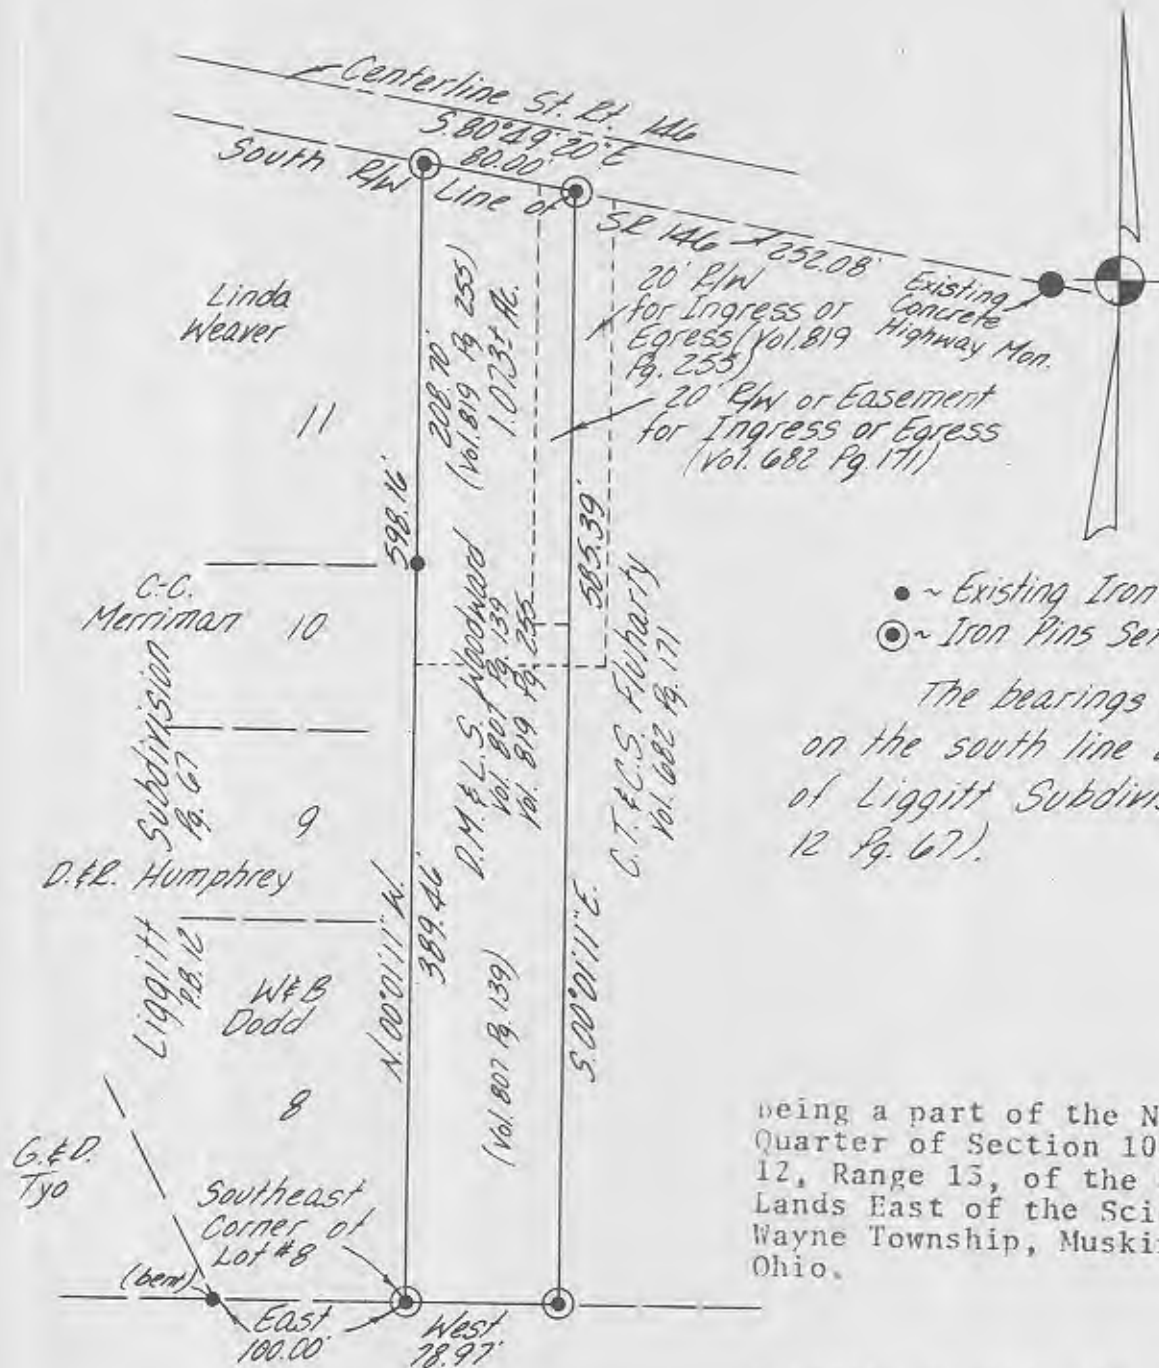 Centerline St. Rt. 146
S.80°49'20"E
80.00'
South R/W Line of SR 146
252.08'
Existing
Concrete
Highway Mon.
20' R/W
for Ingress or
Egress (Vol.819
Pg. 255)
20' R/W or Easement
for Ingress or Egress
(Vol. 682 Pg. 171)
Linda
Weaver
11
208.70'
(Vol. 819 Pg 255)
1.073± Ac.
598.16'
585.39'
C.C.
Merriman
10
D.M. & L.S. Woodward
Vol. 807 Pg. 139
Vol. 819 Pg. 255
C.T. & C.S. Fluharty
Vol. 682 Pg. 171
● ~ Existing Iron
~ Iron Pins Set
The bearings
on the south line
of Liggitt Subdivis
12 Pg. 67).
Liggitt Subdivision
P.B. 12 Pg. 67
9
D.&R. Humphrey
W&B
Dodd
8
N.00°01'11"W.
389.46'
(Vol. 807 Pg. 139)
S.00°01'11"E.
G.&D.
Tyo
Southeast
Corner of
Lot #8
(bent)
East
100.00'
West
78.97'
Being a part of the N
Quarter of Section 10
12, Range 13, of the
Lands East of the Sci
Wayne Township, Muski
Ohio.